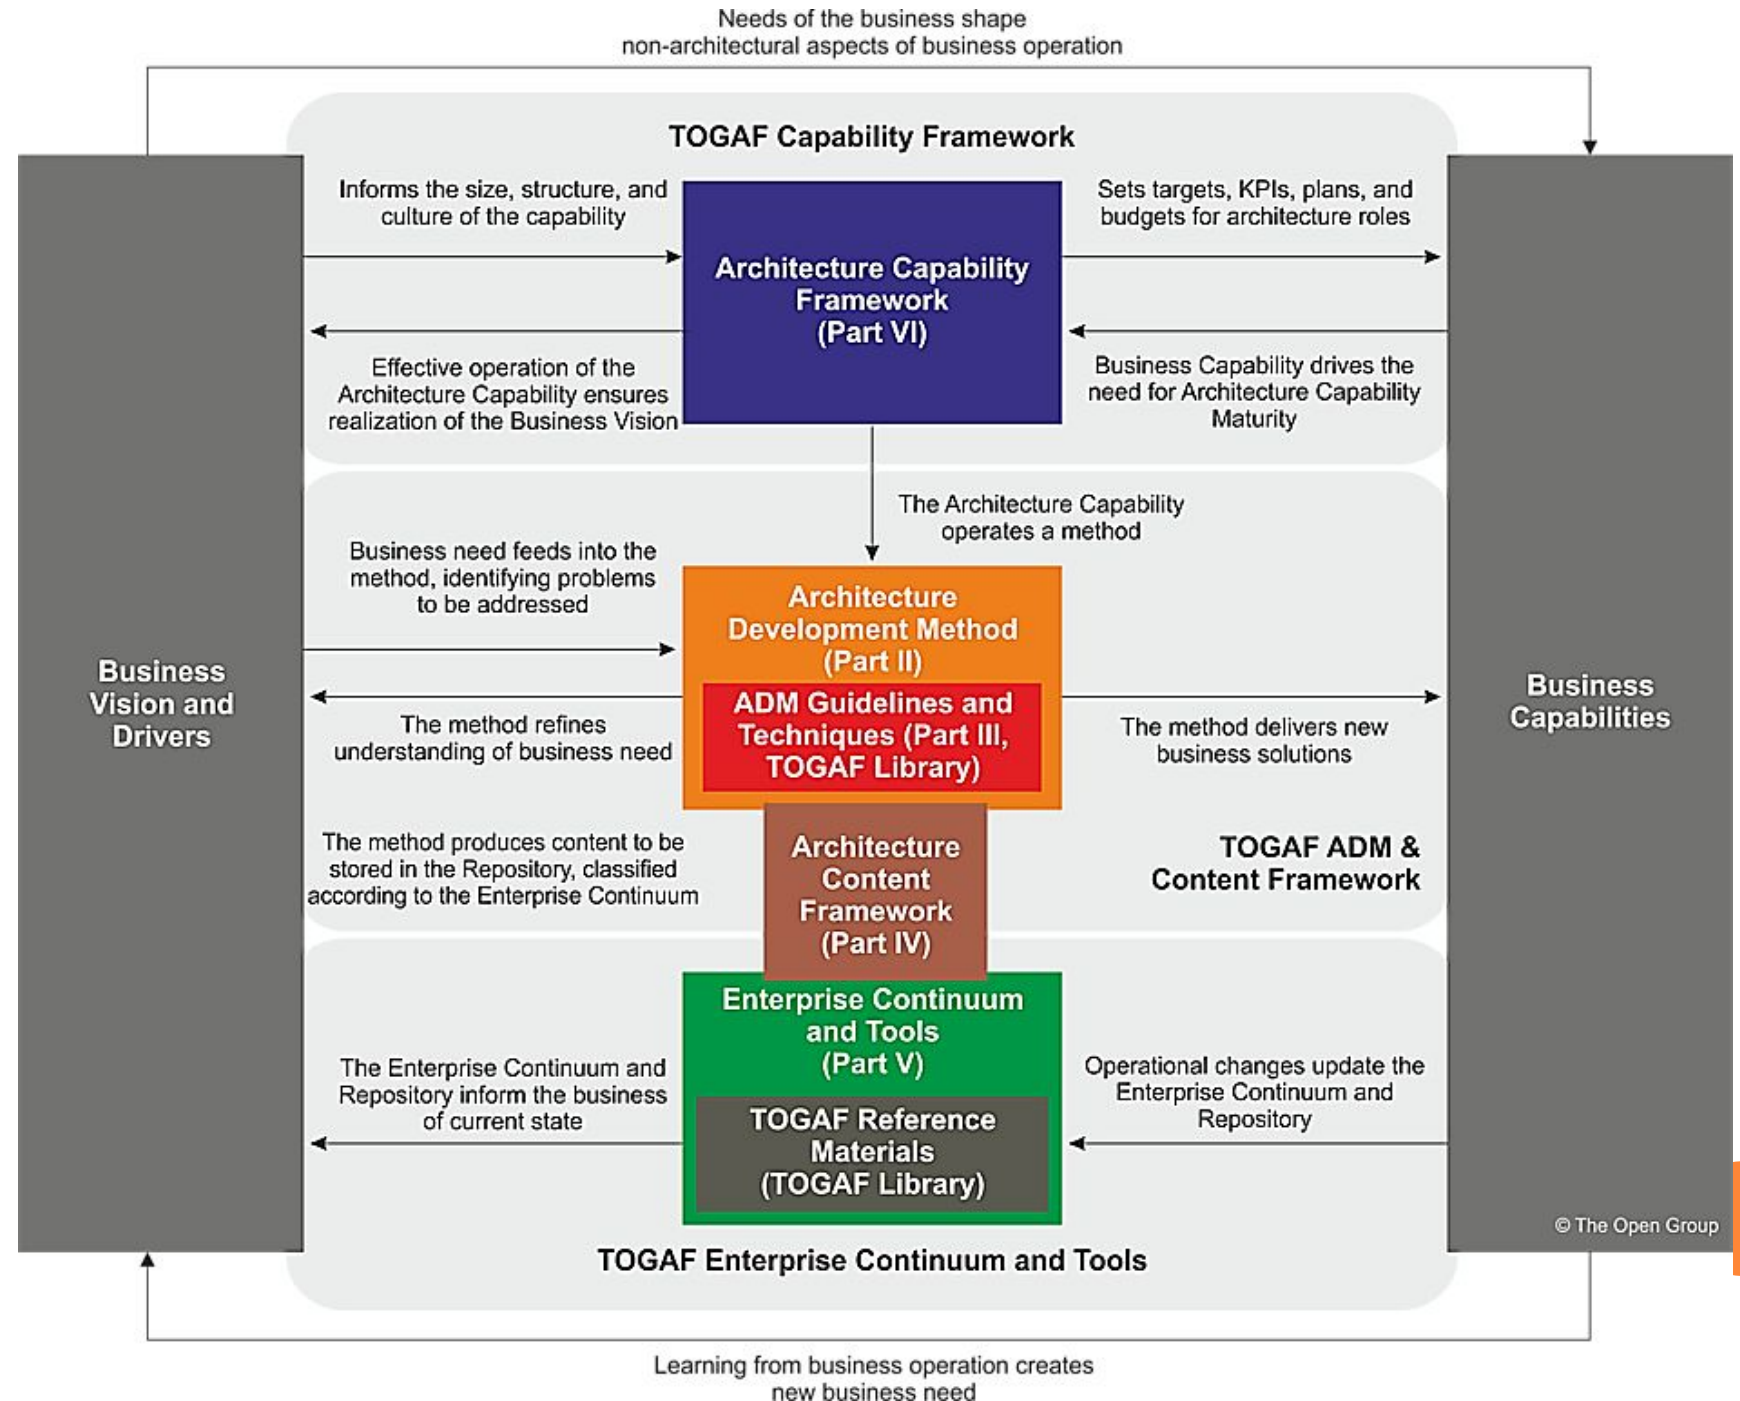 Needs of the business shape
non-architectural aspects of business operation
TOGAF Capability Framework
Informs the size, structure, and
culture of the capability
Architecture Capability
Framework
(Part VI)
Sets targets, KPIs, plans, and
budgets for architecture roles
Effective operation of the
Architecture Capability ensures
realization of the Business Vision
Business Capability drives the
need for Architecture Capability
Maturity
The Architecture Capability
operates a method
Business need feeds into the
method, identifying problems
to be addressed
Architecture
Development Method
(Part II)
ADM Guidelines and
Techniques (Part III,
TOGAF Library)
Business
Vision and
Drivers
Business
Capabilities
The method refines
understanding of business need
The method delivers new
business solutions
The method produces content to be
stored in the Repository, classified
according to the Enterprise Continuum
Architecture
Content
Framework
(Part IV)
TOGAF ADM &
Content Framework
Enterprise Continuum
and Tools
(Part V)
The Enterprise Continuum and
Repository inform the business
of current state
TOGAF Reference
Materials
(TOGAF Library)
Operational changes update the
Enterprise Continuum and
Repository
© The Open Group
TOGAF Enterprise Continuum and Tools
Learning from business operation creates
new business need